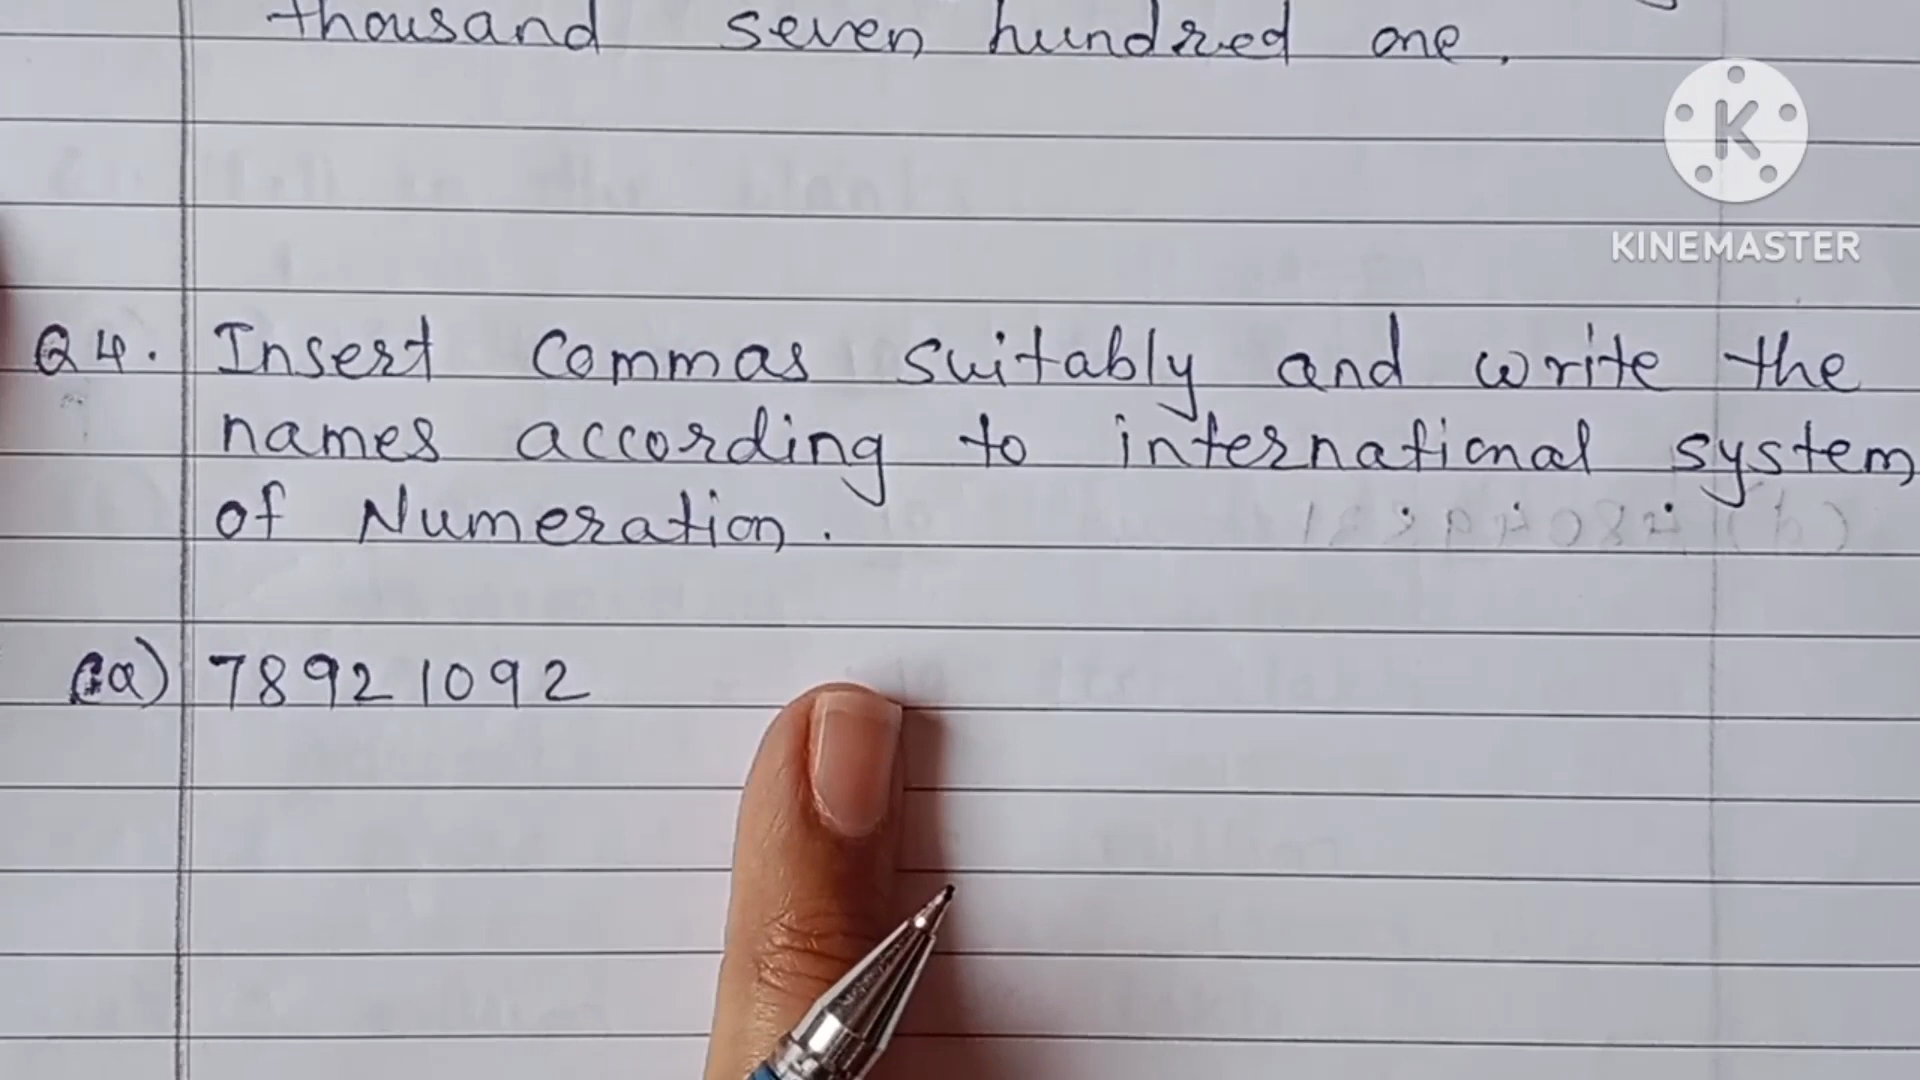 thousand seven hundred one.
KINEMASTER
Q4. Insert commas suitably and write the
names according to international system
of Numeration.
(a) 78921092